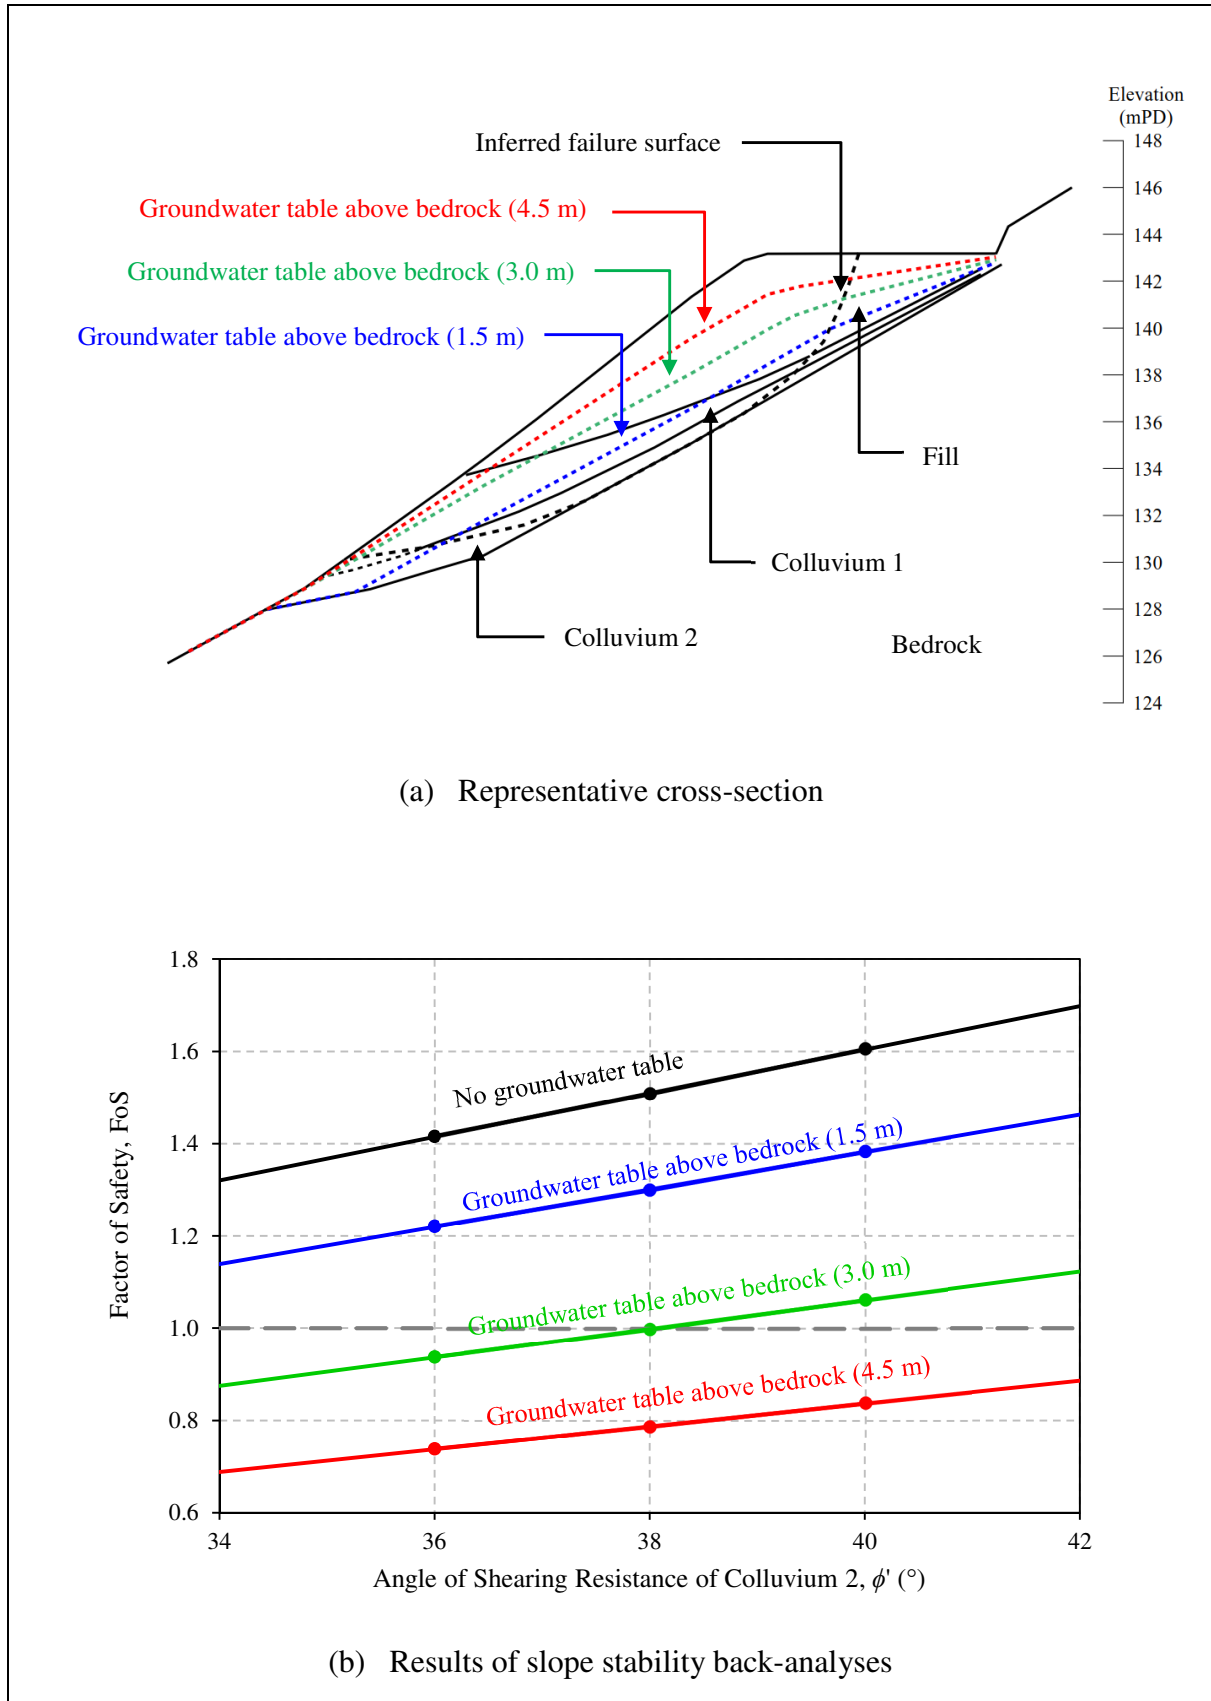 Elevation
(mPD)
148
Inferred failure surface
146
Groundwater table above bedrock (4.5 m)
144
Groundwater table above bedrock (3.0 m)
142
Groundwater table above bedrock (1.5 m)
140
138
136
Fill
134
132
Colluvium 1
130
128
Colluvium 2
Bedrock
126
124
(a) Representative cross-section
1.8
1.6
1.4
1.2
1.0
0.8
0.6
Factor of Safety, FoS
No groundwater table
Groundwater table above bedrock (1.5 m)
Groundwater table above bedrock (3.0 m)
Groundwater table above bedrock (4.5 m)
34 36 38 40 42
Angle of Shearing Resistance of Colluvium 2, ϕ' (°)
(b) Results of slope stability back-analyses